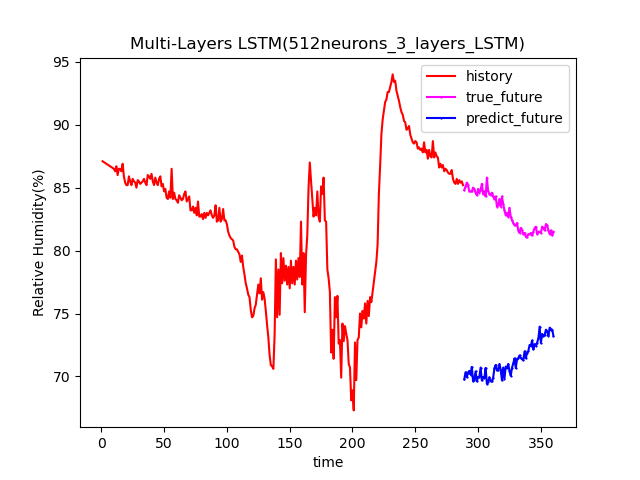 Multi-Layers LSTM(512neurons_3_layers_LSTM)
history
true_future
predict_future
Relative Humidity(%)
95
90
85
80
75
70
0 50 100 150 200 250 300 350
time